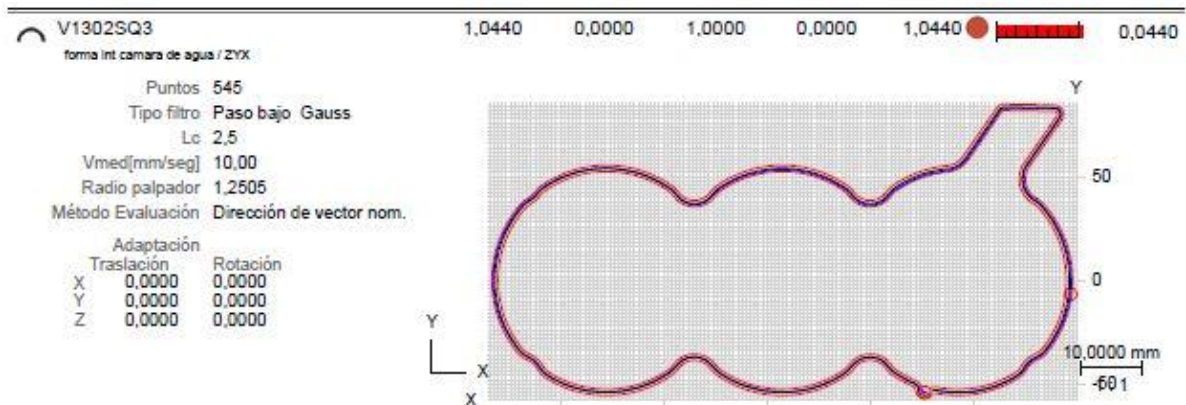 V1302SQ3 1,0440 0,0000 1,0000 0,0000 1,0440 0,0440
forma int camara de agua / ZYX
Puntos 545
Tipo filtro Paso bajo Gauss
Lc 2,5
Vmed[mm/seg] 10,00
Radio palpador 1,2505
Método Evaluación Dirección de vector nom.
Adaptación
Traslación Rotación
X 0,0000 0,0000
Y 0,0000 0,0000
Z 0,0000 0,0000
Y
50
0
10,0000 mm
Y
X
X